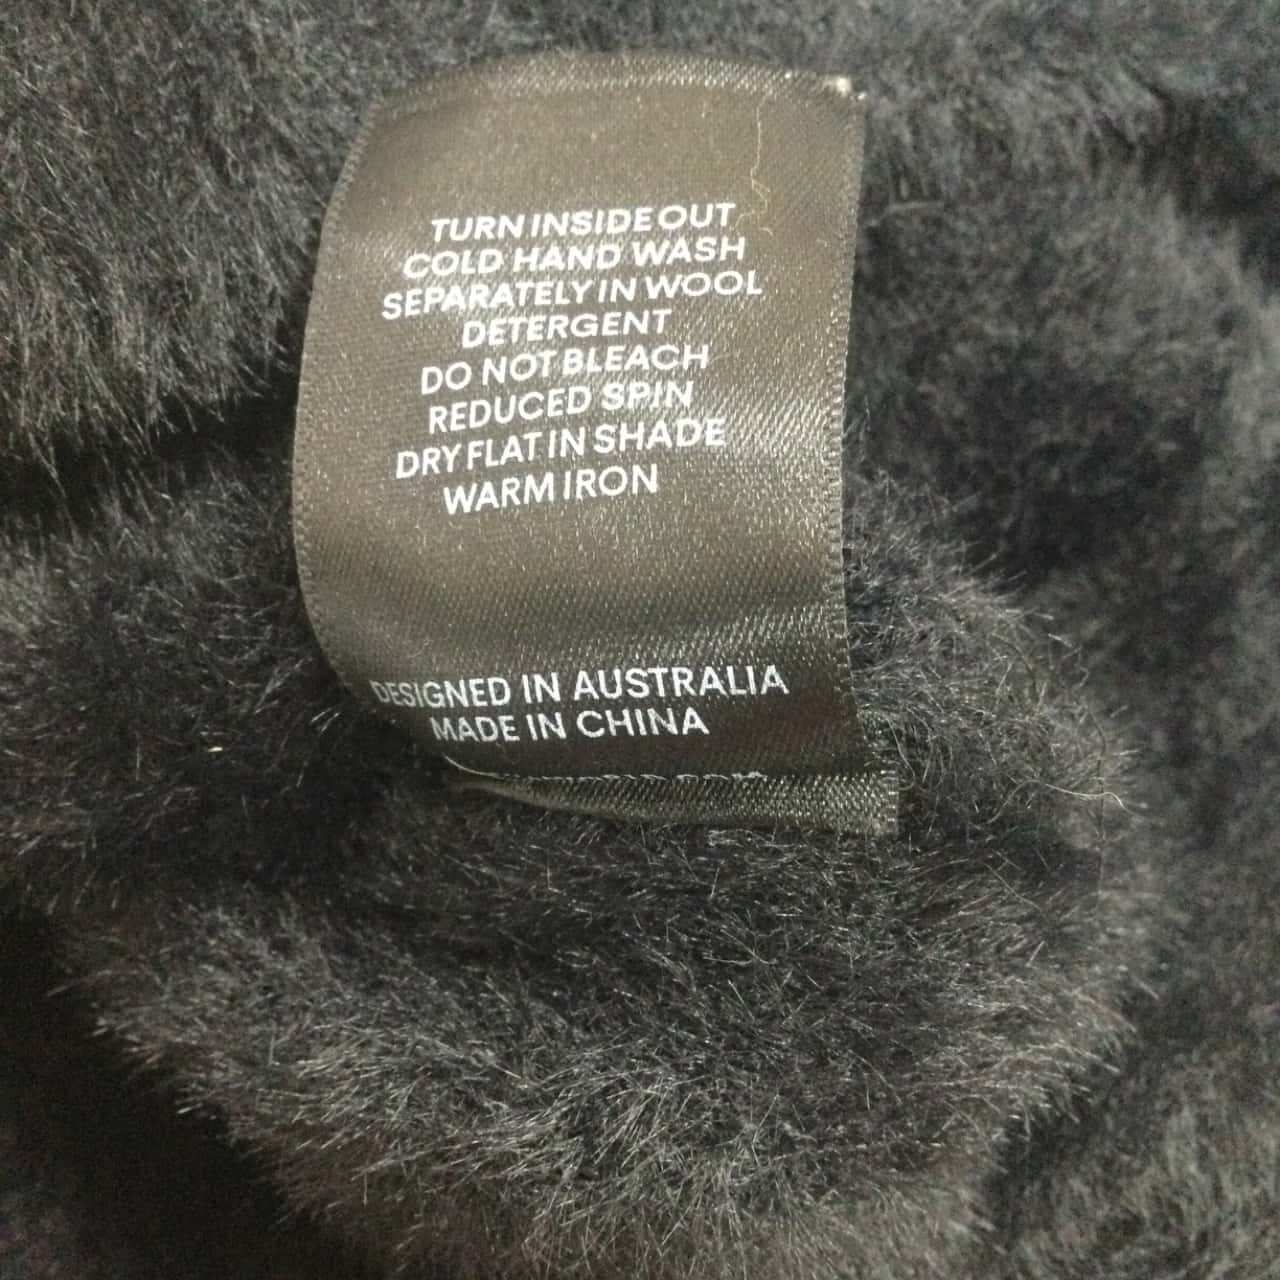 TURN INSIDE OUT
COLD HAND WASH
SEPARATELY IN WOOL
DETERGENT
DO NOT BLEACH
REDUCED SPIN
DRY FLAT IN SHADE
WARM IRON
DESIGNED IN AUSTRALIA
MADE IN CHINA